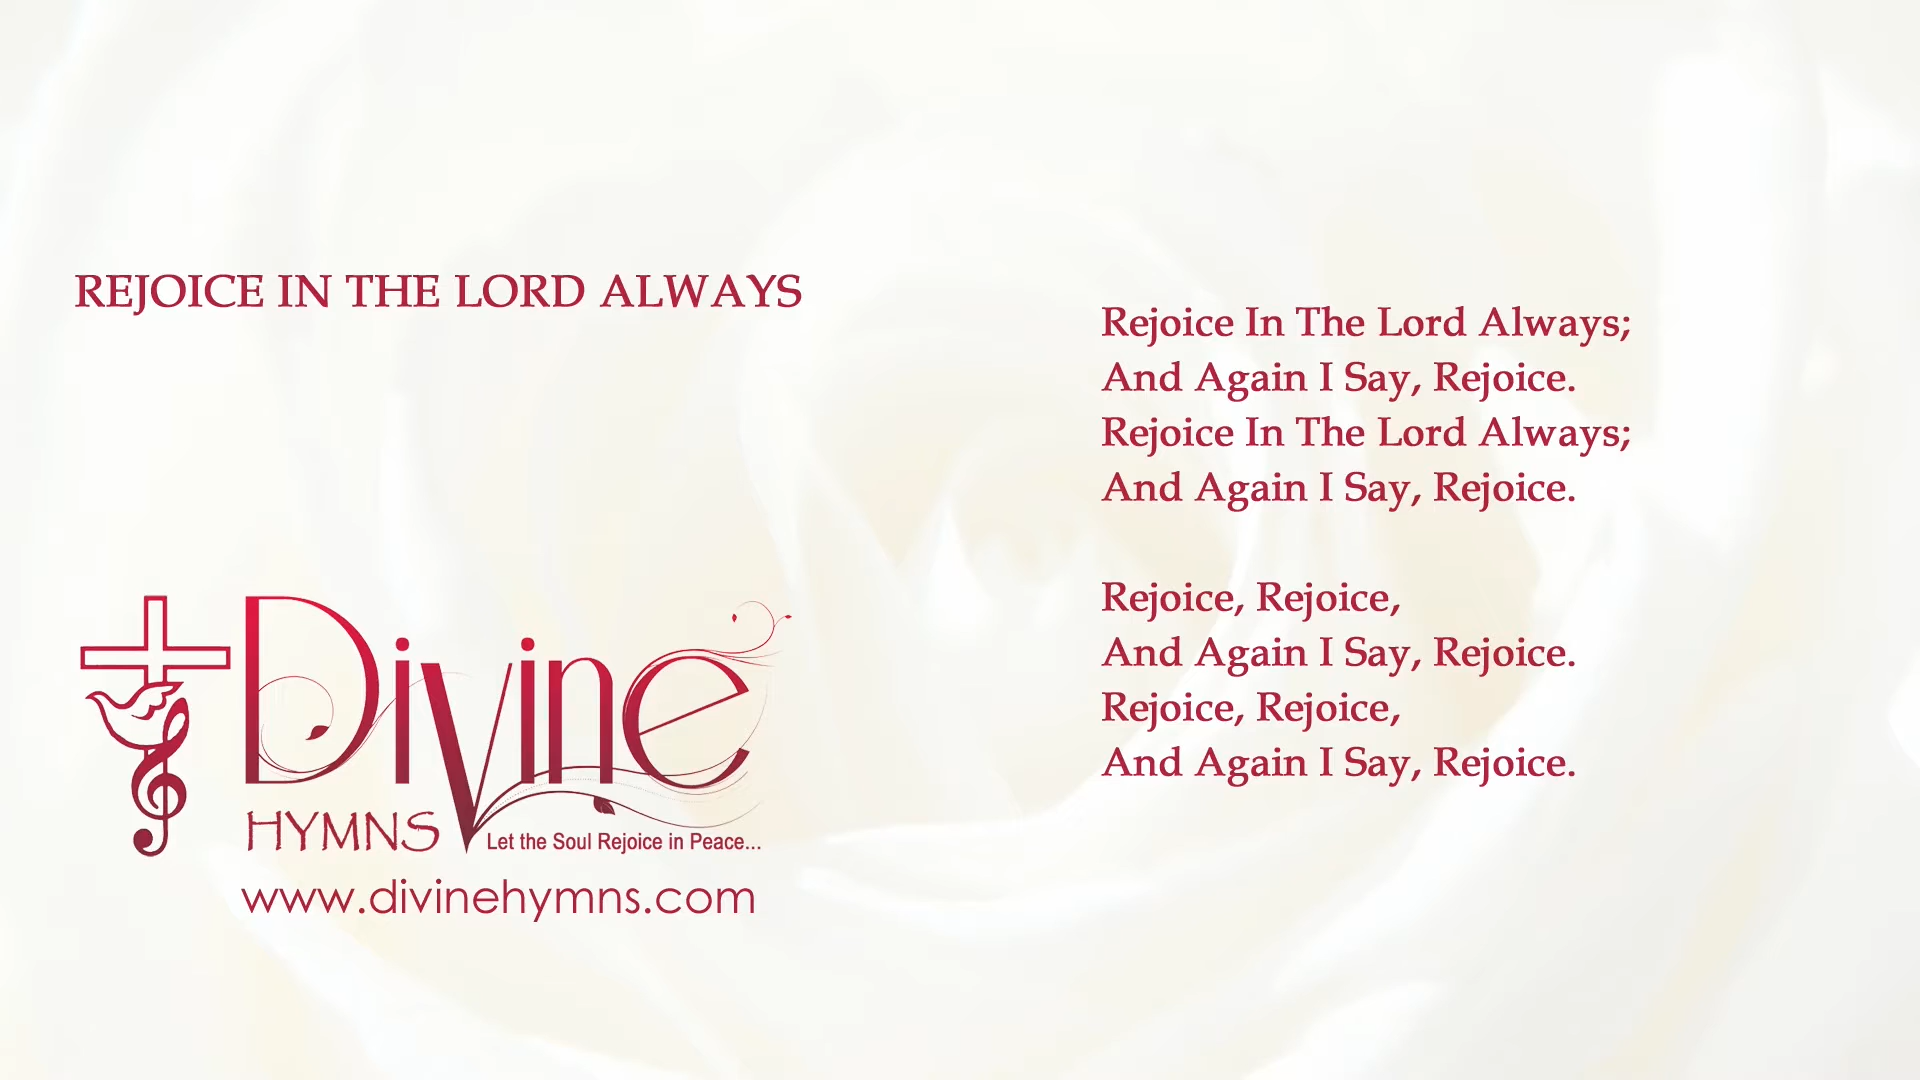 REJOICE IN THE LORD ALWAYS
Divine
HYMNS
Let the Soul Rejoice in Peace...
www.divinehymns.com
Rejoice In The Lord Always;
And Again I Say, Rejoice.
Rejoice In The Lord Always;
And Again I Say, Rejoice.
Rejoice, Rejoice,
And Again I Say, Rejoice.
Rejoice, Rejoice,
And Again I Say, Rejoice.